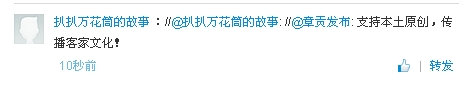 扒扒万花筒的故事 ：//@扒扒万花筒的故事: //@章贡发布: 支持本土原创，传
播客家文化！
10秒前 | 转发